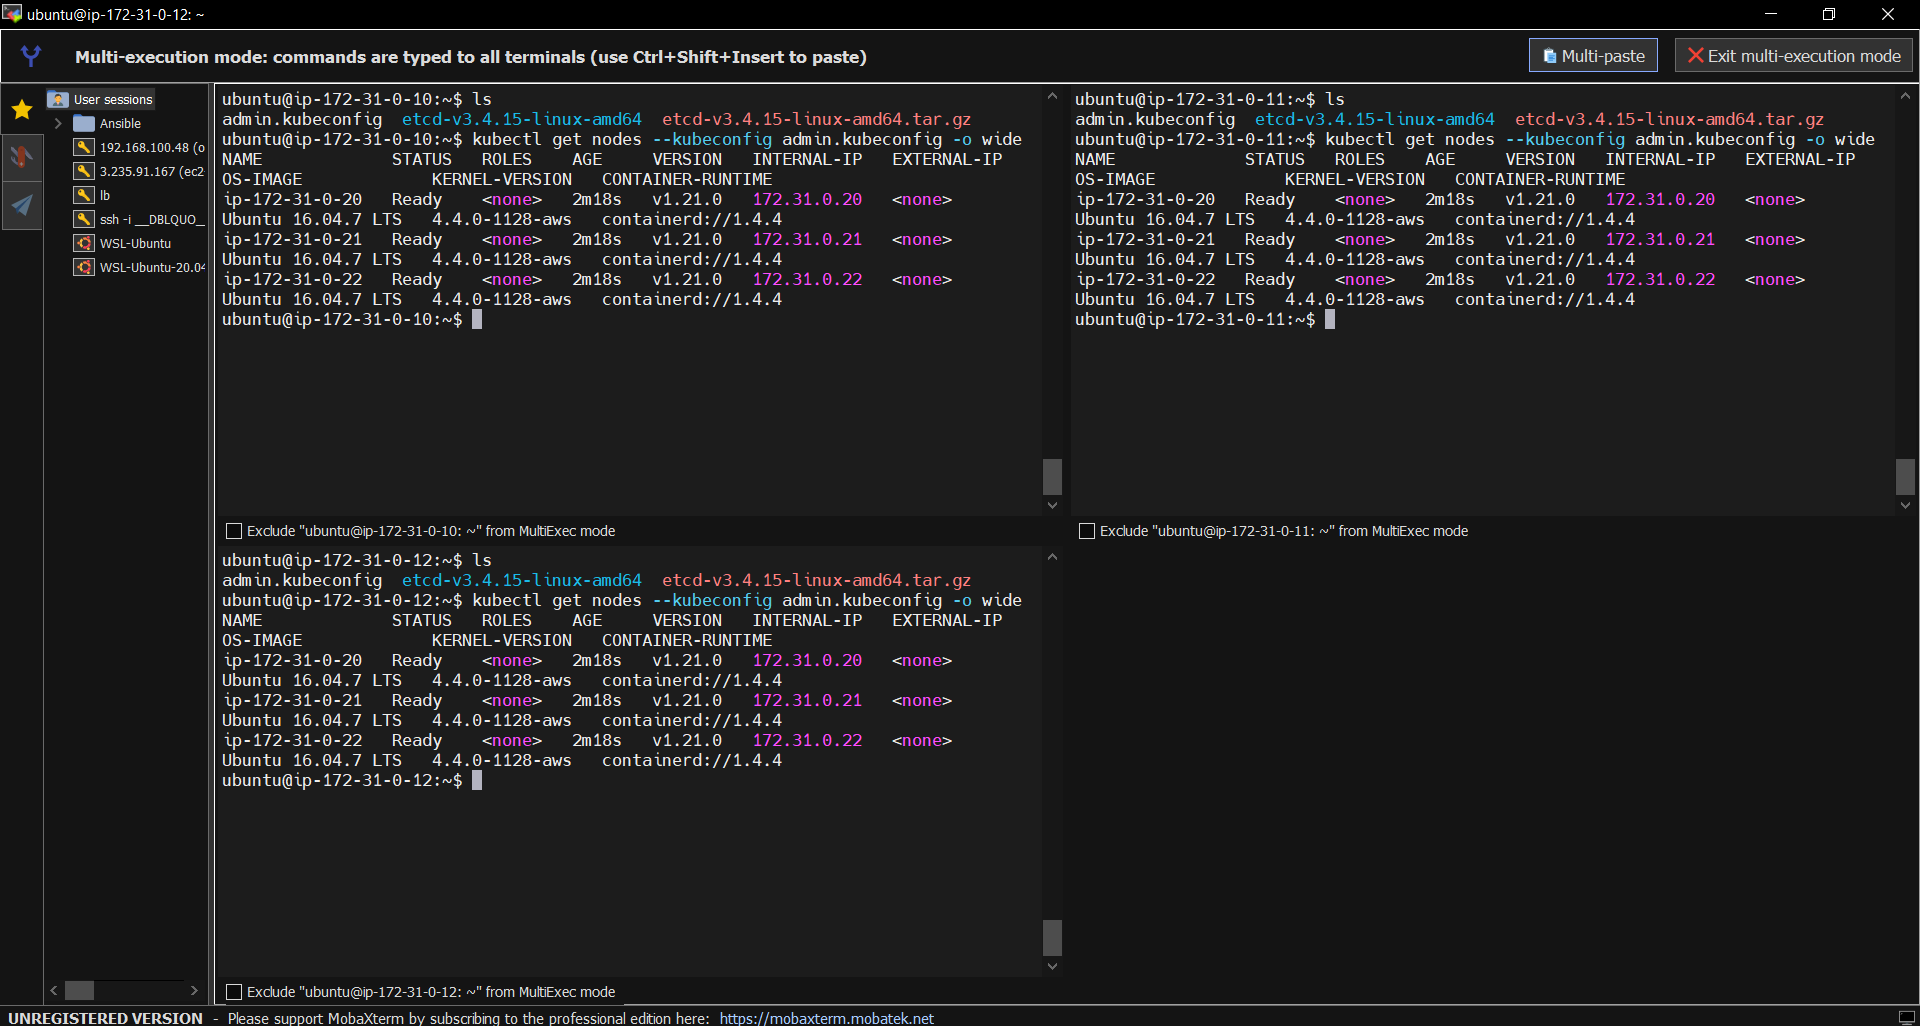 ubuntu@ip-172-31-0-12: ~
Multi-execution mode: commands are typed to all terminals (use Ctrl+Shift+Insert to paste)
Multi-paste
Exit multi-execution mode
User sessions
Ansible
192.168.100.48 (o
3.235.91.167 (ec2
lb
ssh -i __DBLQUO__
WSL-Ubuntu
WSL-Ubuntu-20.04
ubuntu@ip-172-31-0-10:~$ ls
admin.kubeconfig  etcd-v3.4.15-linux-amd64  etcd-v3.4.15-linux-amd64.tar.gz
ubuntu@ip-172-31-0-10:~$ kubectl get nodes --kubeconfig admin.kubeconfig -o wide
NAME             STATUS   ROLES    AGE     VERSION   INTERNAL-IP   EXTERNAL-IP
OS-IMAGE             KERNEL-VERSION   CONTAINER-RUNTIME
ip-172-31-0-20   Ready    <none>   2m18s   v1.21.0   172.31.0.20   <none>
Ubuntu 16.04.7 LTS   4.4.0-1128-aws   containerd://1.4.4
ip-172-31-0-21   Ready    <none>   2m18s   v1.21.0   172.31.0.21   <none>
Ubuntu 16.04.7 LTS   4.4.0-1128-aws   containerd://1.4.4
ip-172-31-0-22   Ready    <none>   2m18s   v1.21.0   172.31.0.22   <none>
Ubuntu 16.04.7 LTS   4.4.0-1128-aws   containerd://1.4.4
ubuntu@ip-172-31-0-10:~$
Exclude "ubuntu@ip-172-31-0-10: ~" from MultiExec mode
ubuntu@ip-172-31-0-11:~$ ls
admin.kubeconfig  etcd-v3.4.15-linux-amd64  etcd-v3.4.15-linux-amd64.tar.gz
ubuntu@ip-172-31-0-11:~$ kubectl get nodes --kubeconfig admin.kubeconfig -o wide
NAME             STATUS   ROLES    AGE     VERSION   INTERNAL-IP   EXTERNAL-IP
OS-IMAGE             KERNEL-VERSION   CONTAINER-RUNTIME
ip-172-31-0-20   Ready    <none>   2m18s   v1.21.0   172.31.0.20   <none>
Ubuntu 16.04.7 LTS   4.4.0-1128-aws   containerd://1.4.4
ip-172-31-0-21   Ready    <none>   2m18s   v1.21.0   172.31.0.21   <none>
Ubuntu 16.04.7 LTS   4.4.0-1128-aws   containerd://1.4.4
ip-172-31-0-22   Ready    <none>   2m18s   v1.21.0   172.31.0.22   <none>
Ubuntu 16.04.7 LTS   4.4.0-1128-aws   containerd://1.4.4
ubuntu@ip-172-31-0-11:~$
Exclude "ubuntu@ip-172-31-0-11: ~" from MultiExec mode
ubuntu@ip-172-31-0-12:~$ ls
admin.kubeconfig  etcd-v3.4.15-linux-amd64  etcd-v3.4.15-linux-amd64.tar.gz
ubuntu@ip-172-31-0-12:~$ kubectl get nodes --kubeconfig admin.kubeconfig -o wide
NAME             STATUS   ROLES    AGE     VERSION   INTERNAL-IP   EXTERNAL-IP
OS-IMAGE             KERNEL-VERSION   CONTAINER-RUNTIME
ip-172-31-0-20   Ready    <none>   2m18s   v1.21.0   172.31.0.20   <none>
Ubuntu 16.04.7 LTS   4.4.0-1128-aws   containerd://1.4.4
ip-172-31-0-21   Ready    <none>   2m18s   v1.21.0   172.31.0.21   <none>
Ubuntu 16.04.7 LTS   4.4.0-1128-aws   containerd://1.4.4
ip-172-31-0-22   Ready    <none>   2m18s   v1.21.0   172.31.0.22   <none>
Ubuntu 16.04.7 LTS   4.4.0-1128-aws   containerd://1.4.4
ubuntu@ip-172-31-0-12:~$
Exclude "ubuntu@ip-172-31-0-12: ~" from MultiExec mode
UNREGISTERED VERSION - Please support MobaXterm by subscribing to the professional edition here: https://mobaxterm.mobatek.net